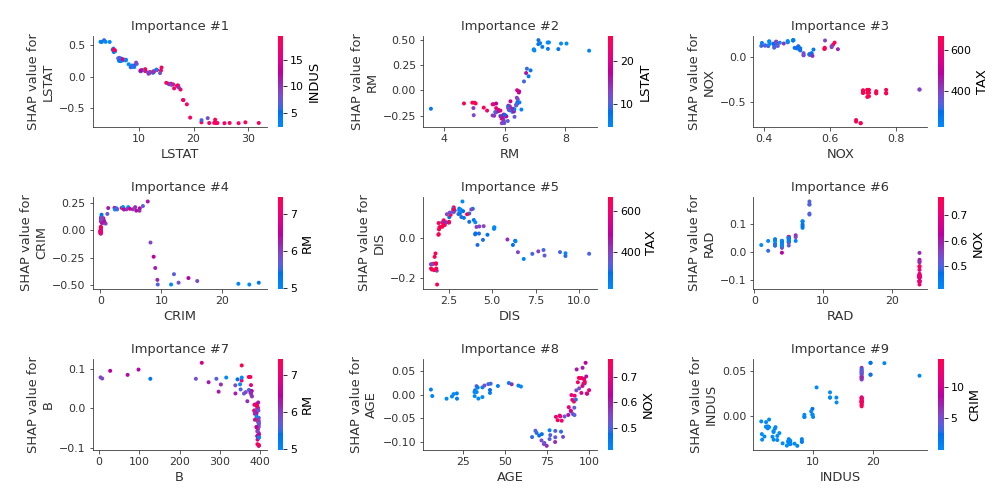 Importance #1
SHAP value for
LSTAT
0.5
0.0
−0.5
10
20
30
LSTAT
15
10
5
INDUS
Importance #2
SHAP value for
RM
0.50
0.25
0.00
−0.25
4
6
8
RM
20
10
LSTAT
Importance #3
SHAP value for
NOX
0.0
−0.5
0.4
0.6
0.8
NOX
600
400
TAX
Importance #4
SHAP value for
CRIM
0.25
0.00
−0.25
−0.50
0
10
20
CRIM
7
6
5
RM
Importance #5
SHAP value for
DIS
0.0
−0.2
2.5
5.0
7.5
10.0
DIS
600
400
TAX
Importance #6
SHAP value for
RAD
0.1
0.0
−0.1
0
10
20
RAD
0.7
0.6
0.5
NOX
Importance #7
SHAP value for
B
0.1
0.0
−0.1
0
100
200
300
400
B
7
6
5
RM
Importance #8
SHAP value for
AGE
0.05
0.00
−0.05
−0.10
25
50
75
100
AGE
0.7
0.6
0.5
NOX
Importance #9
SHAP value for
INDUS
0.05
0.00
10
20
INDUS
10
5
CRIM